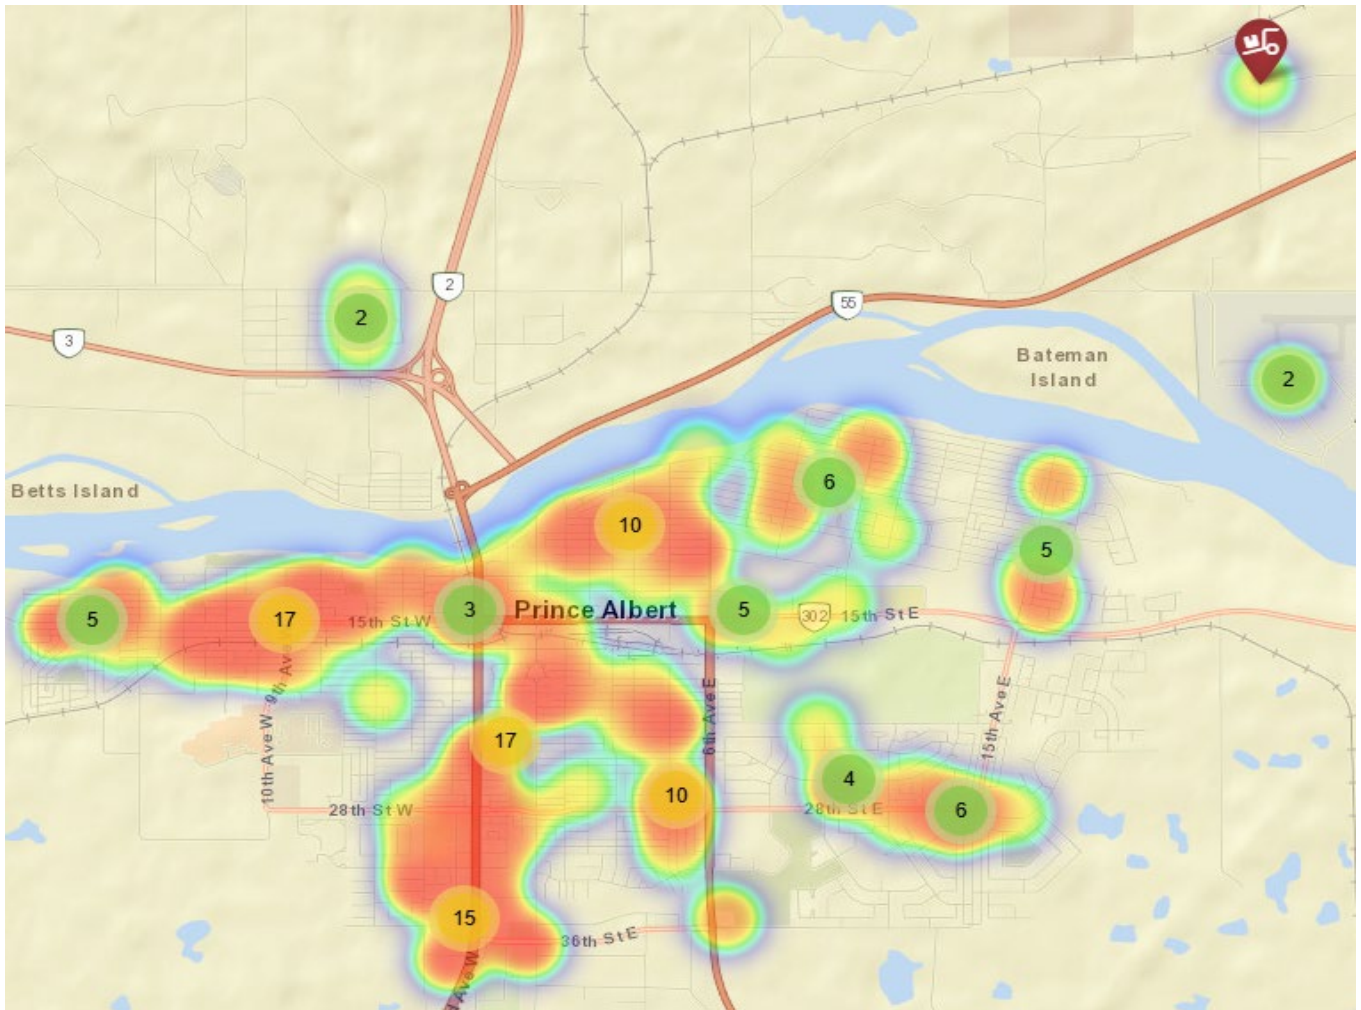 2
2
55
3
Bateman
Island
2
6
Betts Island
10
5
5
17
3
Prince Albert
5
302
15th St E
15th St W
9th Ave
6th Ave E
15th Ave E
10th Ave W
17
4
10
28th St W
28th St E
6
15
36th St E
d Ave W